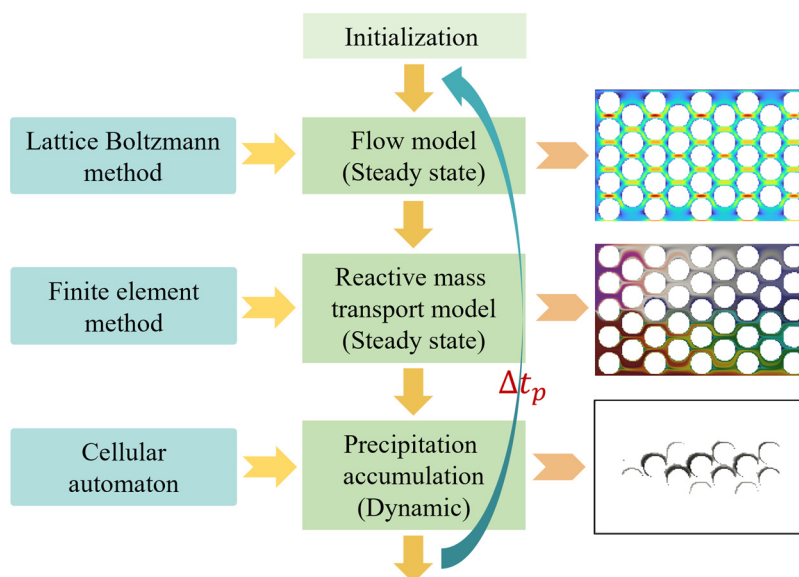 Initialization
Lattice Boltzmann
method
Flow model
(Steady state)
Finite element
method
Reactive mass
transport model
(Steady state)
Δt_p
Cellular
automaton
Precipitation
accumulation
(Dynamic)